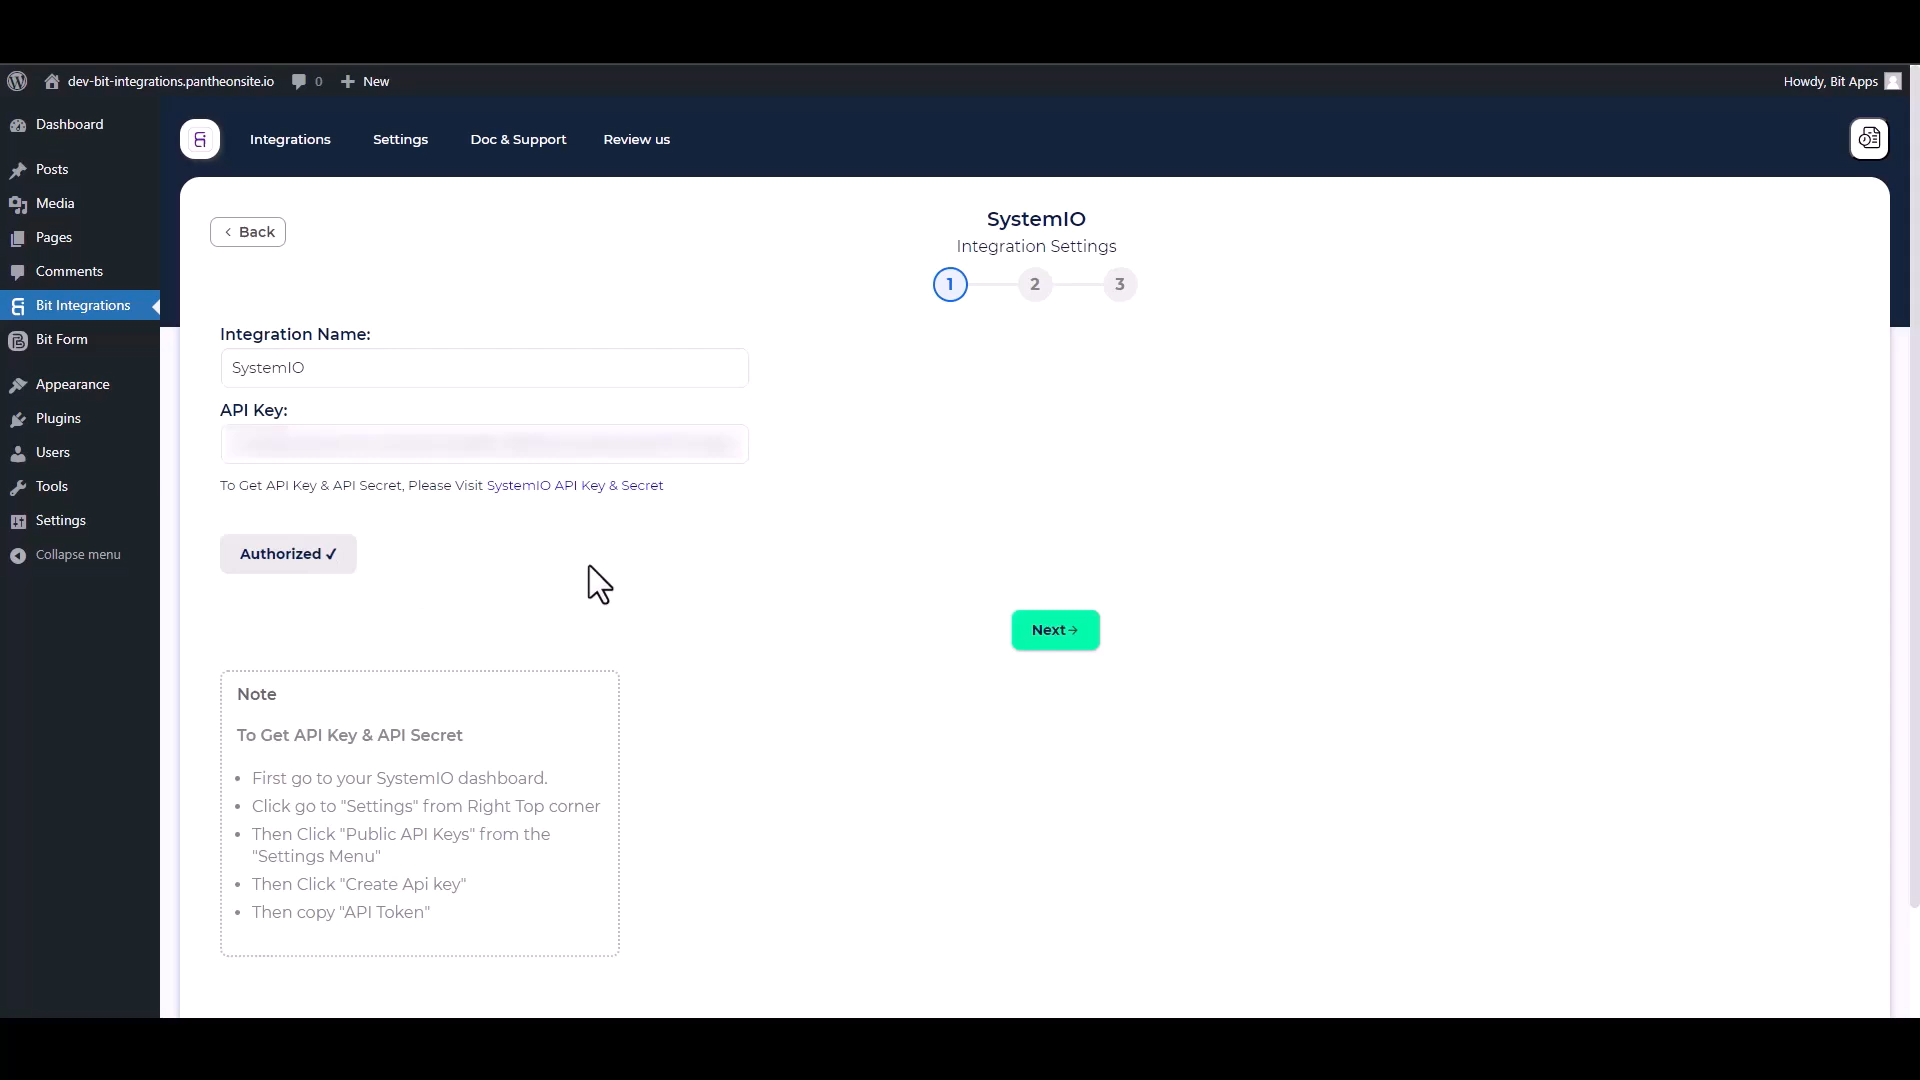 dev-bit-integrations.pantheonsite.io 0 New Howdy, Bit Apps
Dashboard
Posts
Media
Pages
Comments
Bit Integrations
Bit Form
Appearance
Plugins
Users
Tools
Settings
Collapse menu
Integrations Settings Doc & Support Review us
Back
SystemIO
Integration Settings
1 2 3
Integration Name:
SystemIO
API Key:
To Get API Key & API Secret, Please Visit SystemIO API Key & Secret
Authorized ✓
Next→
Note
To Get API Key & API Secret
• First go to your SystemIO dashboard.
• Click go to "Settings" from Right Top corner
• Then Click "Public API Keys" from the
"Settings Menu"
• Then Click "Create Api key"
• Then copy "API Token"